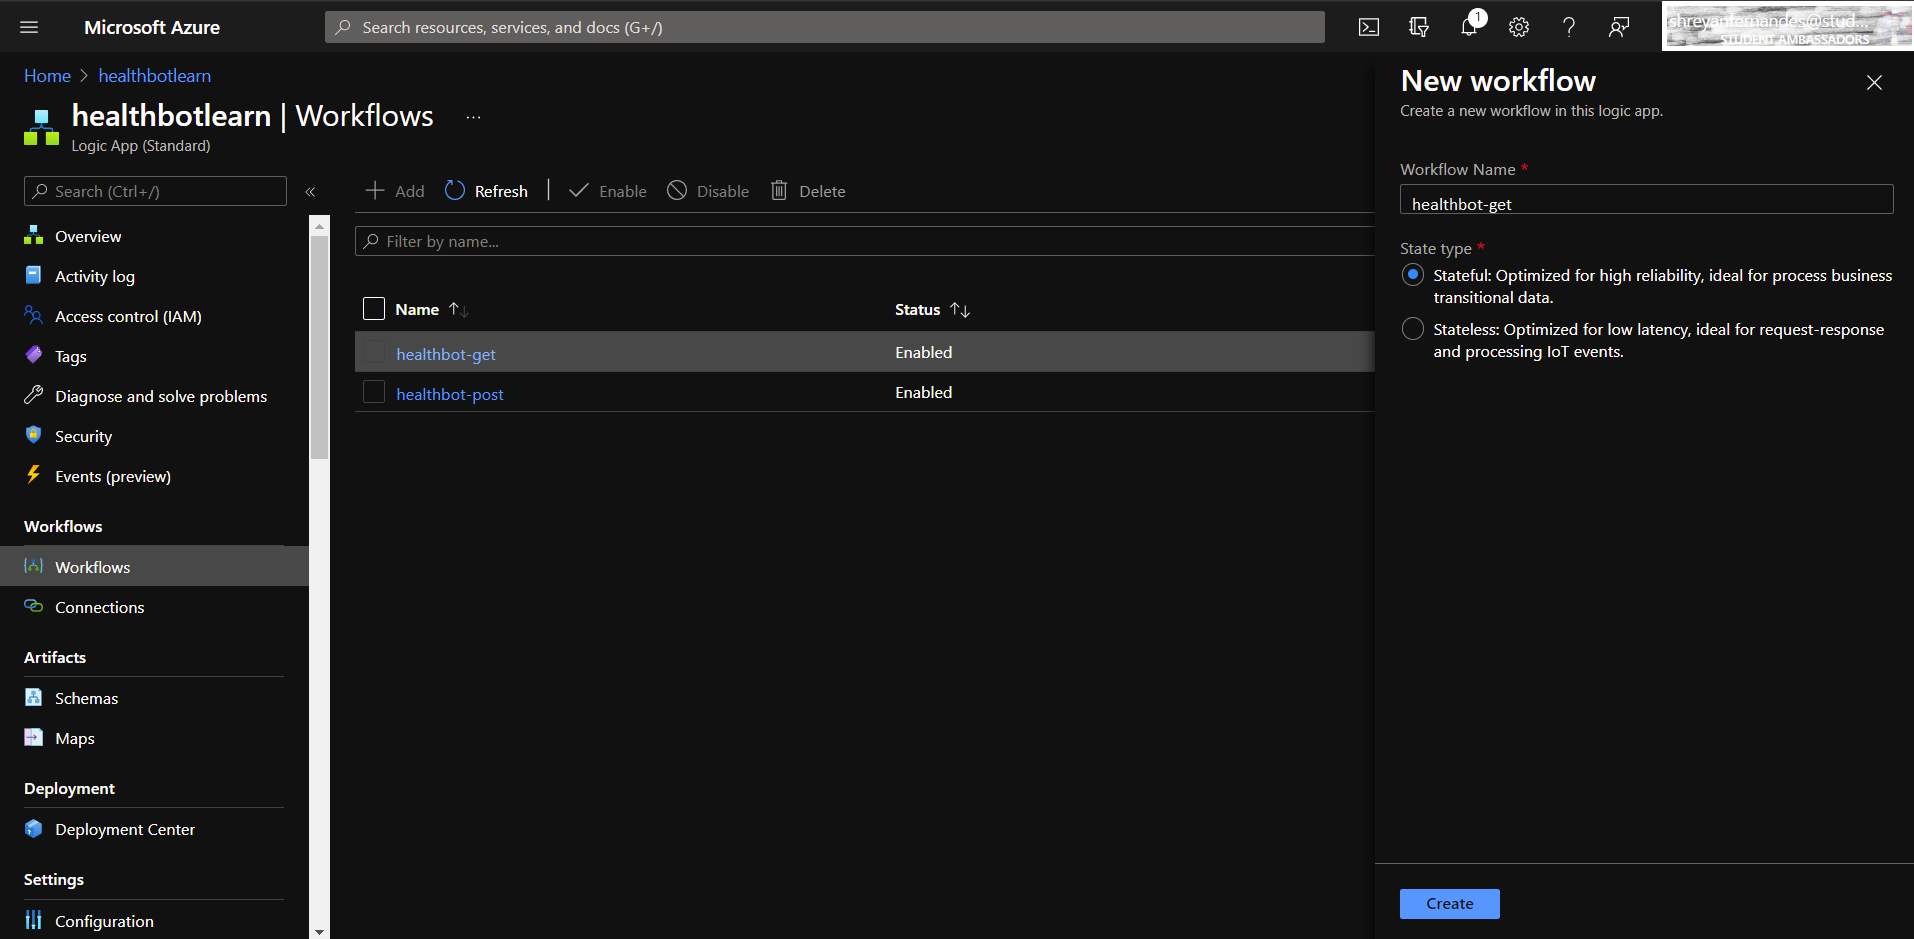 Microsoft Azure
Search resources, services, and docs (G+/)
1
shreyanfernandes@stud...
STUDENT AMBASSADORS
Home > healthbotlearn
healthbotlearn | Workflows ...
Logic App (Standard)
Search (Ctrl+/)
«
Overview
Activity log
Access control (IAM)
Tags
Diagnose and solve problems
Security
Events (preview)
Workflows
Workflows
Connections
Artifacts
Schemas
Maps
Deployment
Deployment Center
Settings
Configuration
Add Refresh | Enable Disable Delete
Filter by name...
Name Status
healthbot-get Enabled
healthbot-post Enabled
New workflow
Create a new workflow in this logic app.
Workflow Name *
healthbot-get
State type *
Stateful: Optimized for high reliability, ideal for process business
transitional data.
Stateless: Optimized for low latency, ideal for request-response
and processing IoT events.
Create